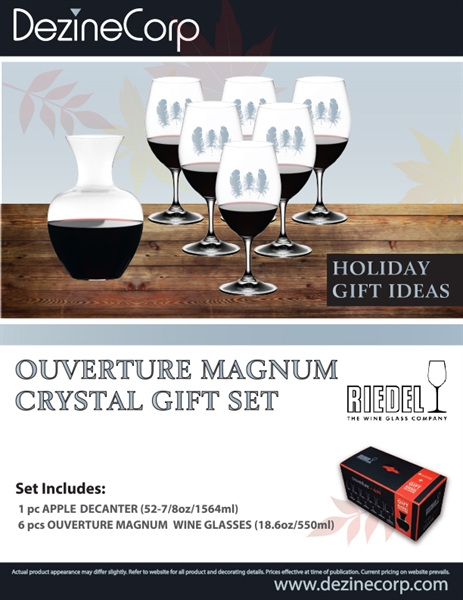 DezineCorp
HOLIDAY
GIFT IDEAS
OUVERTURE MAGNUM
CRYSTAL GIFT SET
RIEDEL
THE WINE GLASS COMPANY
Set Includes:
1 pc APPLE DECANTER (52-7/8oz/1564ml)
6 pcs OUVERTURE MAGNUM WINE GLASSES (18.6oz/550ml)
GIFT
Actual product appearance may differ slightly. Refer to website for all product and decorating details. Prices effective at time of publication. Current pricing on website prevails.
www.dezinecorp.com